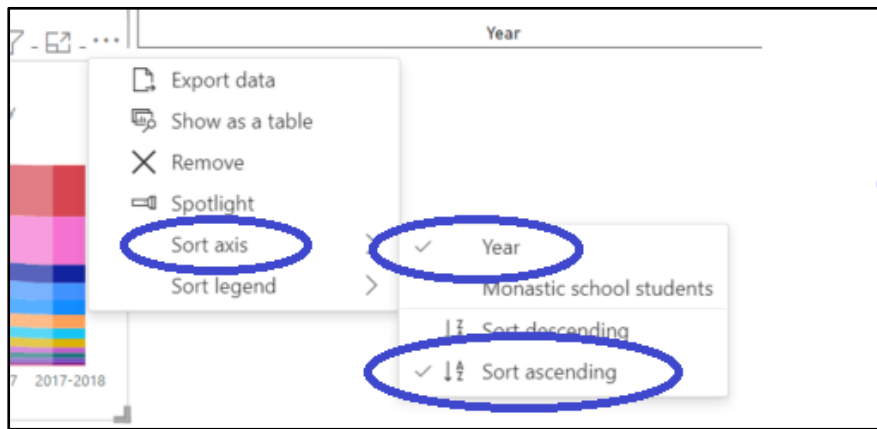 Year
Export data
Show as a table
Remove
Spotlight
Sort axis
Sort legend
Year
Monastic school students
Sort descending
Sort ascending
2017-2018